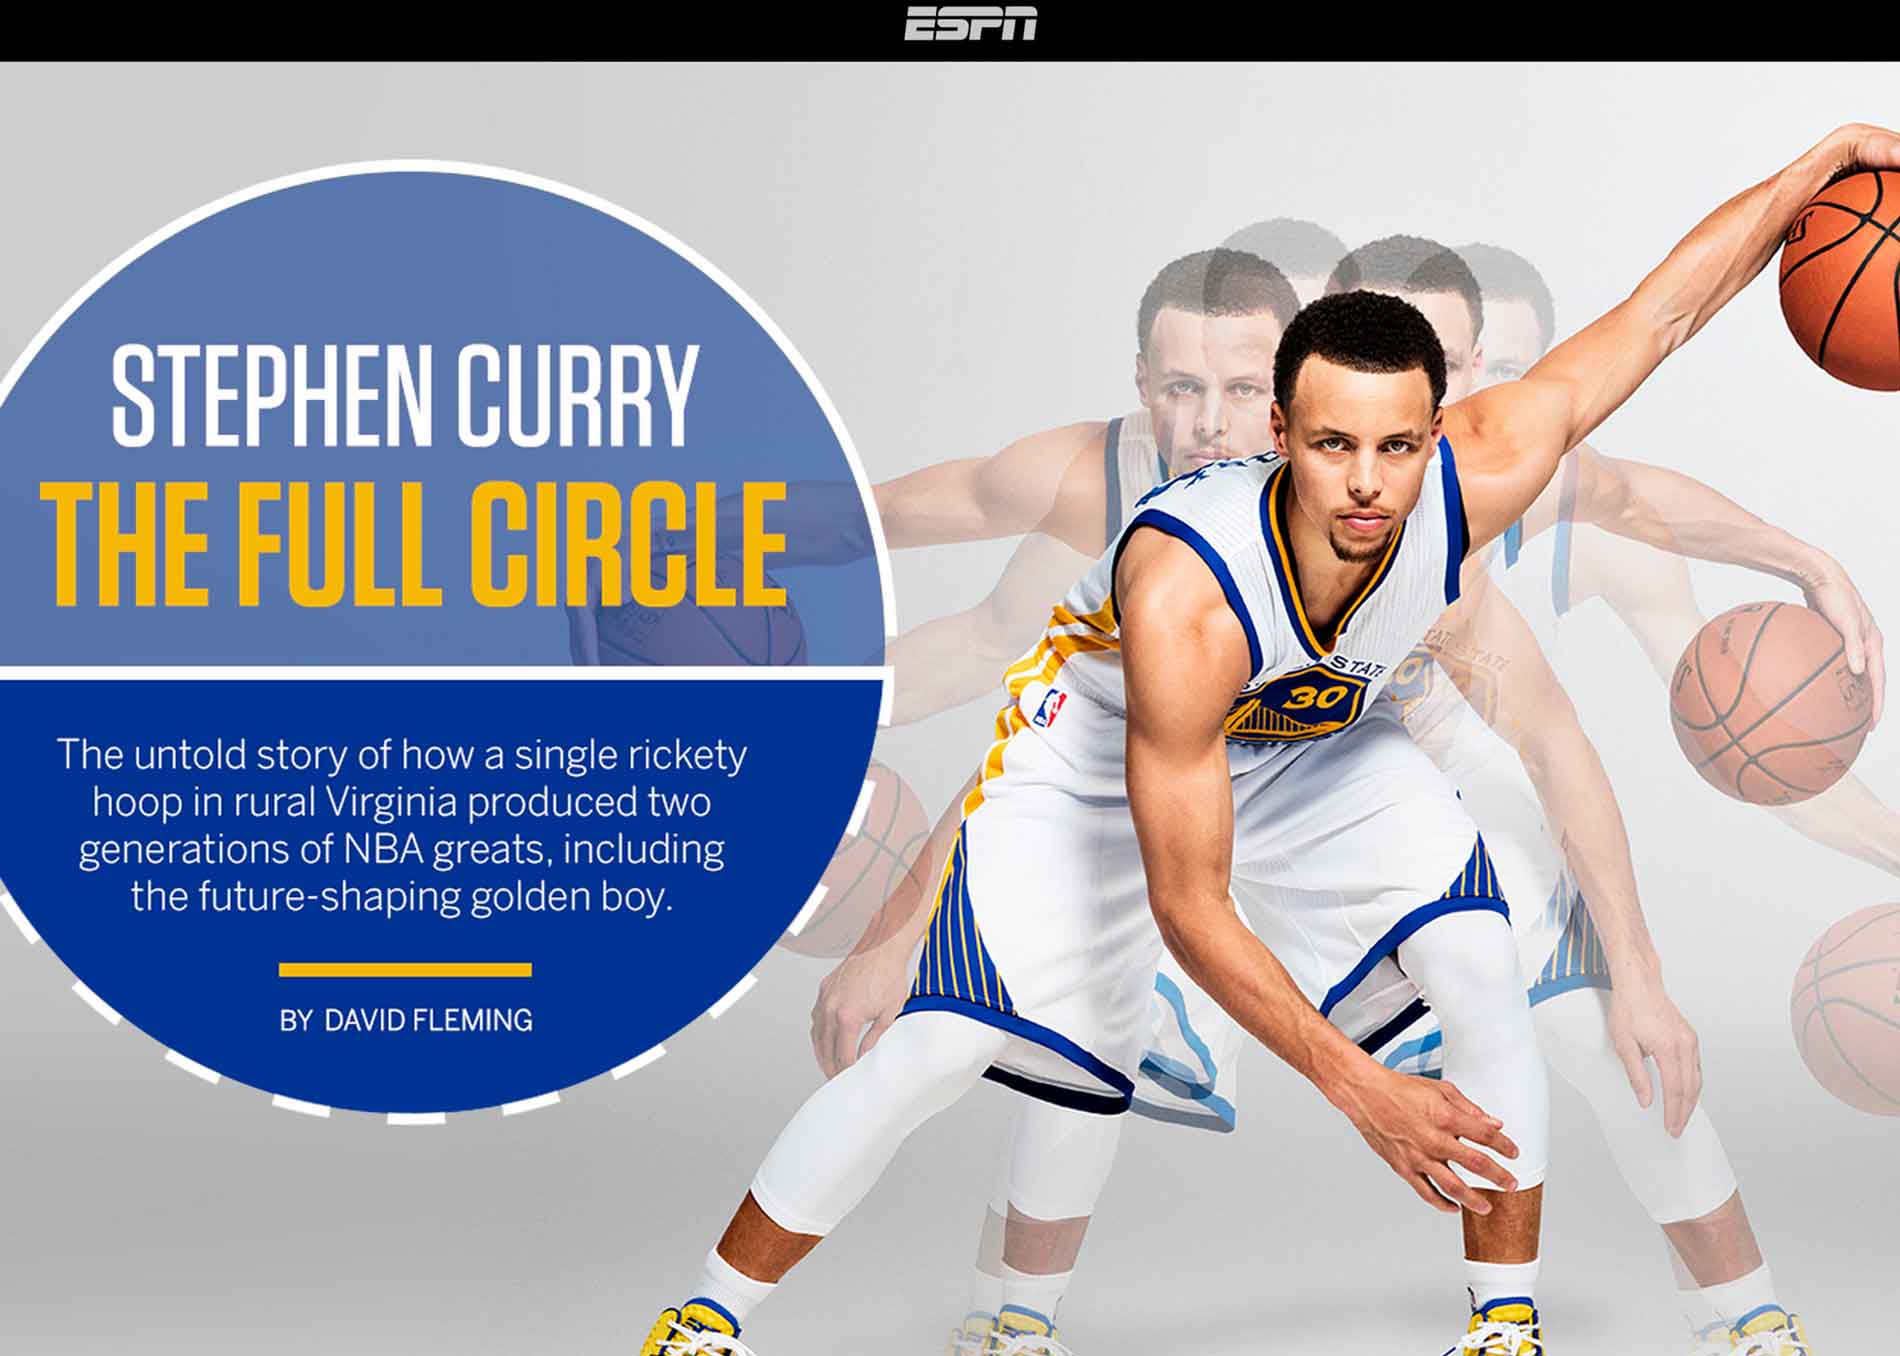 ESPN
STEPHEN CURRY
THE FULL CIRCLE
The untold story of how a single rickety
hoop in rural Virginia produced two
generations of NBA greats, including
the future-shaping golden boy.
BY DAVID FLEMING
STATE
30